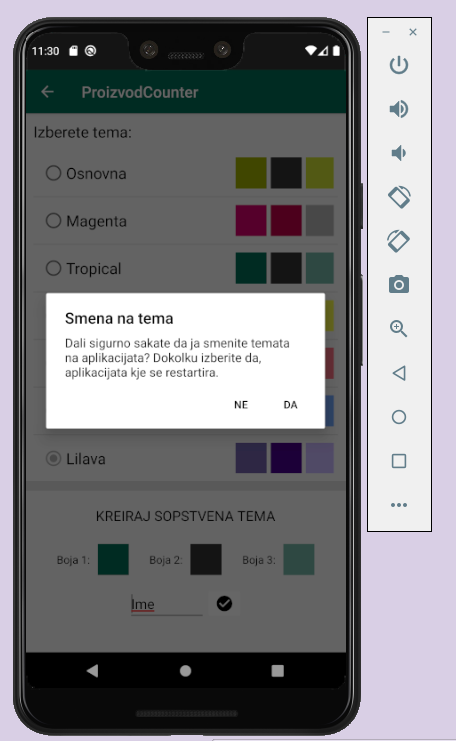 11:30
ProizvodCounter
Izberete tema:
Osnovna
Magenta
Tropical
Smena na tema
Dali sigurno sakate da ja smenite temata
na aplikacijata? Dokolku izberite da,
aplikacijata kje se restartira.
NE DA
Lilava
KREIRAJ SOPSTVENA TEMA
Boja 1: Boja 2: Boja 3:
Ime